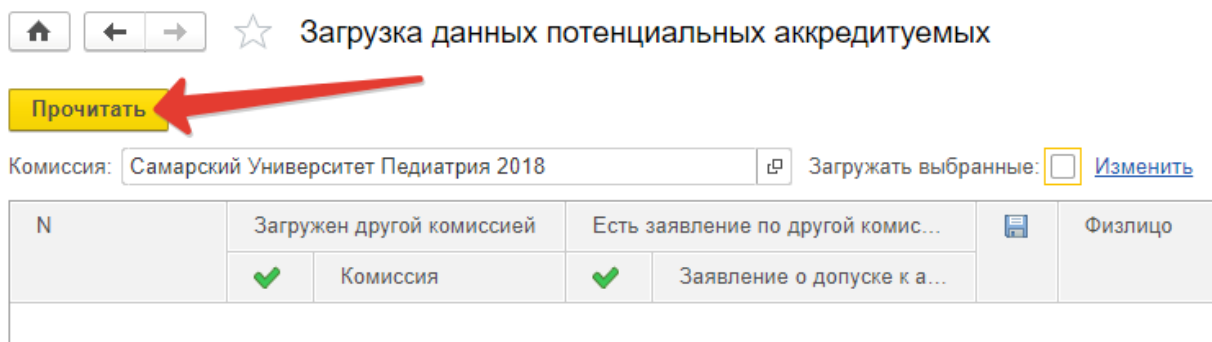 Загрузка данных потенциальных аккредитуемых
Прочитать
Комиссия: Самарский Университет Педиатрия 2018 Загружать выбранные: Изменить
N Загружен другой комиссией Есть заявление по другой комис... Физлицо
Комиссия Заявление о допуске к а...